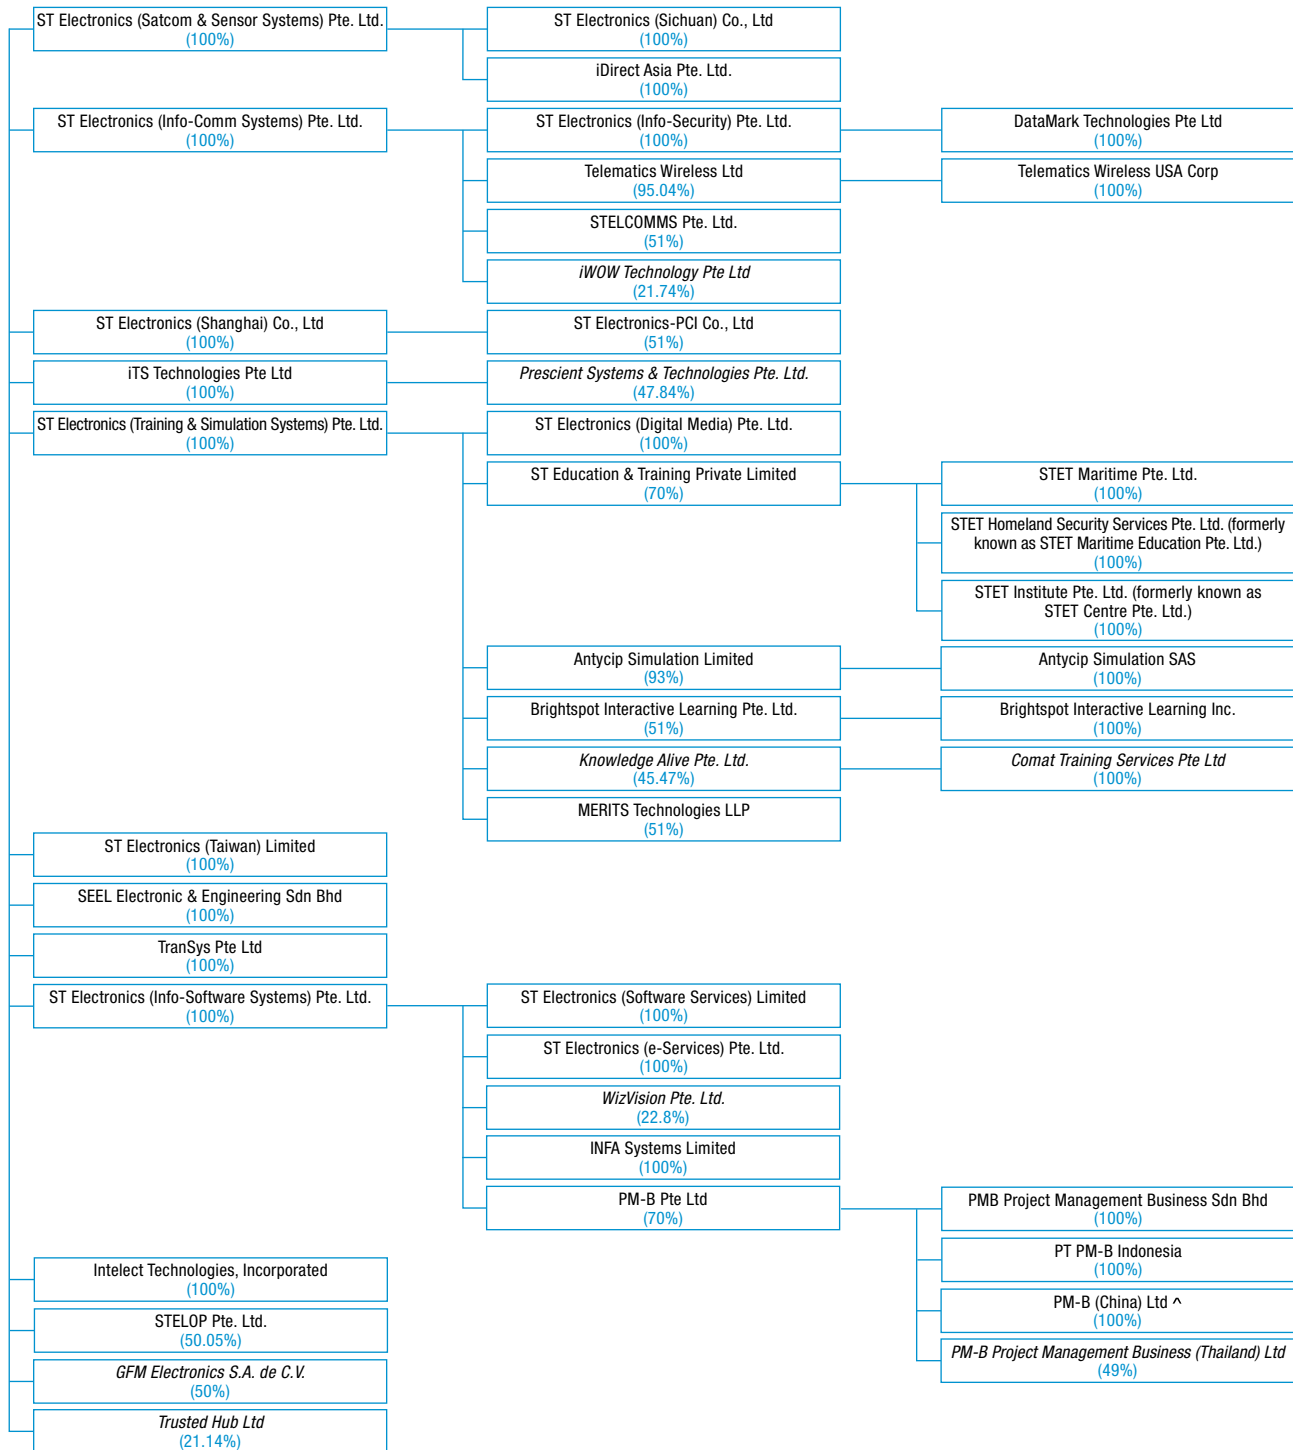 ST Electronics (Satcom & Sensor Systems) Pte. Ltd.
(100%)
ST Electronics (Sichuan) Co., Ltd
(100%)
iDirect Asia Pte. Ltd.
(100%)
ST Electronics (Info-Comm Systems) Pte. Ltd.
(100%)
ST Electronics (Info-Security) Pte. Ltd.
(100%)
DataMark Technologies Pte Ltd
(100%)
Telematics Wireless Ltd
(95.04%)
Telematics Wireless USA Corp
(100%)
STELCOMMS Pte. Ltd.
(51%)
iWOW Technology Pte Ltd
(21.74%)
ST Electronics (Shanghai) Co., Ltd
(100%)
ST Electronics-PCI Co., Ltd
(51%)
iTS Technologies Pte Ltd
(100%)
Prescient Systems & Technologies Pte. Ltd.
(47.84%)
ST Electronics (Training & Simulation Systems) Pte. Ltd.
(100%)
ST Electronics (Digital Media) Pte. Ltd.
(100%)
ST Education & Training Private Limited
(70%)
STET Maritime Pte. Ltd.
(100%)
STET Homeland Security Services Pte. Ltd. (formerly
known as STET Maritime Education Pte. Ltd.)
(100%)
STET Institute Pte. Ltd. (formerly known as
STET Centre Pte. Ltd.)
(100%)
Antycip Simulation Limited
(93%)
Antycip Simulation SAS
(100%)
Brightspot Interactive Learning Pte. Ltd.
(51%)
Brightspot Interactive Learning Inc.
(100%)
Knowledge Alive Pte. Ltd.
(45.47%)
Comat Training Services Pte Ltd
(100%)
MERITS Technologies LLP
(51%)
ST Electronics (Taiwan) Limited
(100%)
SEEL Electronic & Engineering Sdn Bhd
(100%)
TranSys Pte Ltd
(100%)
ST Electronics (Info-Software Systems) Pte. Ltd.
(100%)
ST Electronics (Software Services) Limited
(100%)
ST Electronics (e-Services) Pte. Ltd.
(100%)
WizVision Pte. Ltd.
(22.8%)
INFA Systems Limited
(100%)
PM-B Pte Ltd
(70%)
PMB Project Management Business Sdn Bhd
(100%)
PT PM-B Indonesia
(100%)
PM-B (China) Ltd ^
(100%)
PM-B Project Management Business (Thailand) Ltd
(49%)
Intelect Technologies, Incorporated
(100%)
STELOP Pte. Ltd.
(50.05%)
GFM Electronics S.A. de C.V.
(50%)
Trusted Hub Ltd
(21.14%)